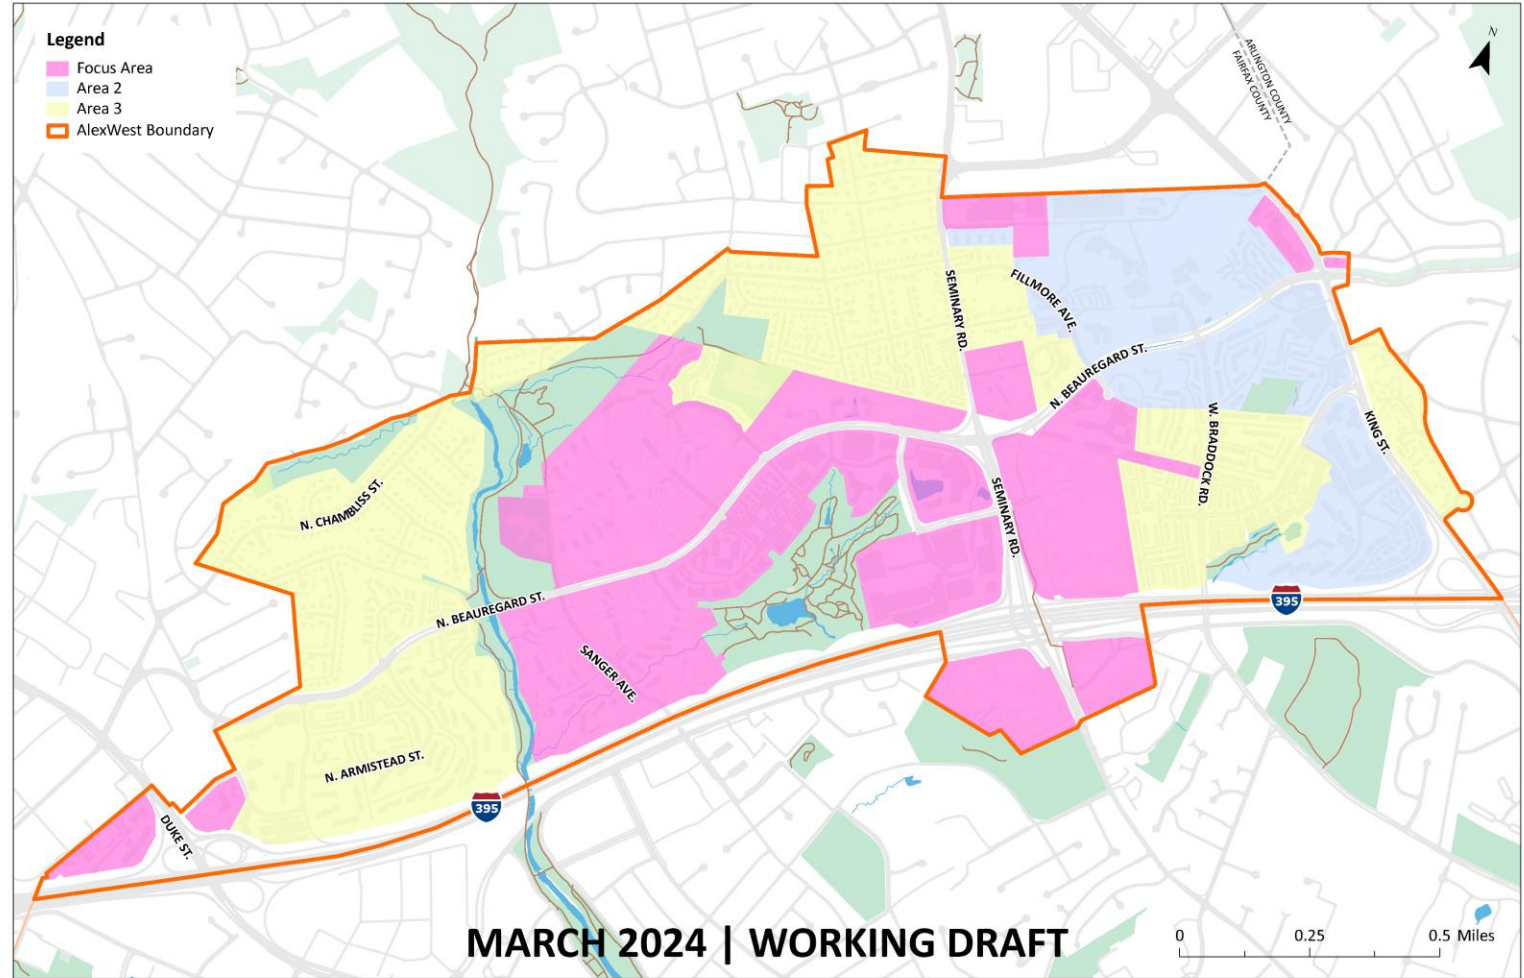 Legend
Focus Area
Area 2
Area 3
AlexWest Boundary
N
ARLINGTON COUNTY
FAIRFAX COUNTY
SEMINARY RD.
FILLMORE AVE.
N. BEAUREGARD ST.
W. BRADDOCK RD.
KING ST.
N. CHAMBLISS ST.
SEMINARY RD.
N. BEAUREGARD ST.
395
SANGER AVE.
N. ARMISTEAD ST.
395
DUKE ST.
MARCH 2024 | WORKING DRAFT
0 0.25 0.5 Miles